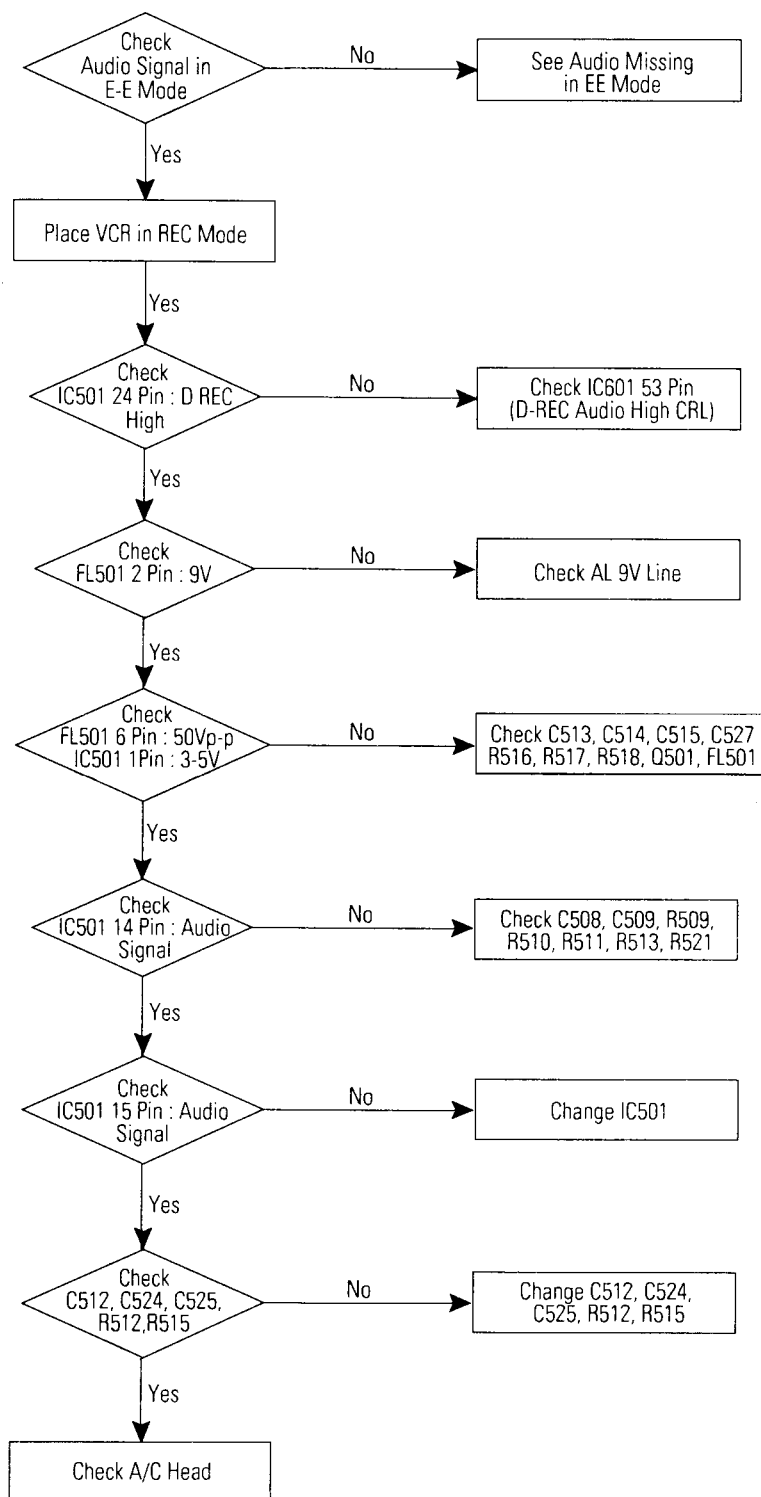 Check
Audio Signal in
E-E Mode
No
See Audio Missing
in EE Mode
Yes
Place VCR in REC Mode
Yes
Check
IC501 24 Pin : D REC
High
No
Check IC601 53 Pin
(D-REC Audio High CRL)
Yes
Check
FL501 2 Pin : 9V
No
Check AL 9V Line
Yes
Check
FL501 6 Pin : 50Vp-p
IC501 1Pin : 3-5V
No
Check C513, C514, C515, C527
R516, R517, R518, Q501, FL501
Yes
Check
IC501 14 Pin : Audio
Signal
No
Check C508, C509, R509,
R510, R511, R513, R521
Yes
Check
IC501 15 Pin : Audio
Signal
No
Change IC501
Yes
Check
C512, C524, C525,
R512,R515
No
Change C512, C524,
C525, R512, R515
Yes
Check A/C Head